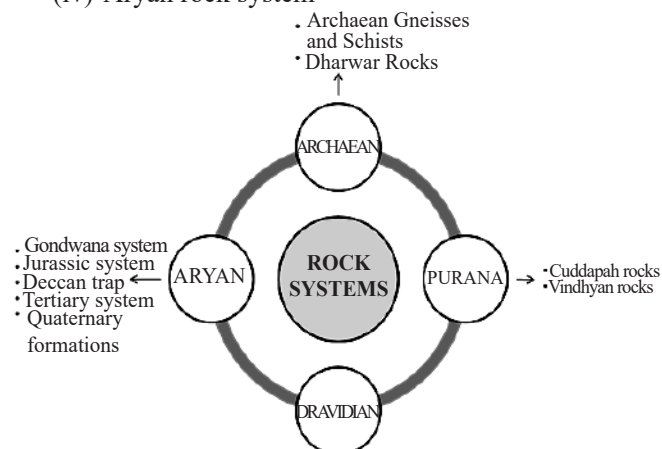 (IV) Aryan rock system
• Archaean Gneisses
and Schists
• Dharwar Rocks
ARCHAEAN
• Gondwana system
• Jurassic system
• Deccan trap
• Tertiary system
• Quaternary
formations
ARYAN
ROCK
SYSTEMS
PURANA
• Cuddapah rocks
• Vindhyan rocks
DRAVIDIAN